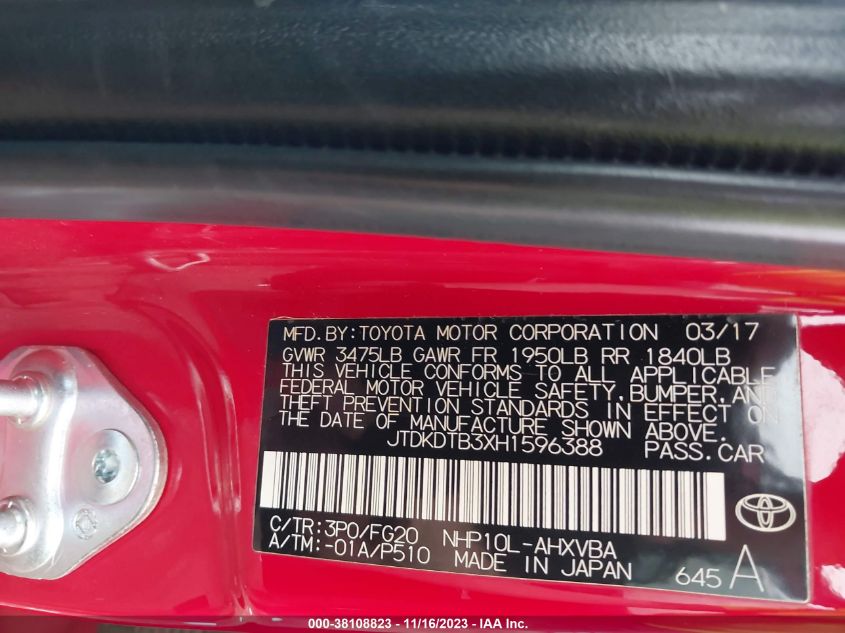 MFD.BY:TOYOTA MOTOR CORPORATION 03/17
GVWR 3475LB GAWR FR 1950LB RR 1840LB
THIS VEHICLE CONFORMS TO ALL APPLICABLE
FEDERAL MOTOR VEHICLE SAFETY,BUMPER,AND
THEFT PREVENTION STANDARDS IN EFFECT ON
THE DATE OF MANUFACTURE SHOWN ABOVE.
JTDKDTB3XH1596388 PASS.CAR
C/TR:3P0/FG20 NHP10L-AHXVBA
A/TM:-01A/P510 MADE IN JAPAN 645 A
000-38108823 - 11/16/2023 - IAA Inc.